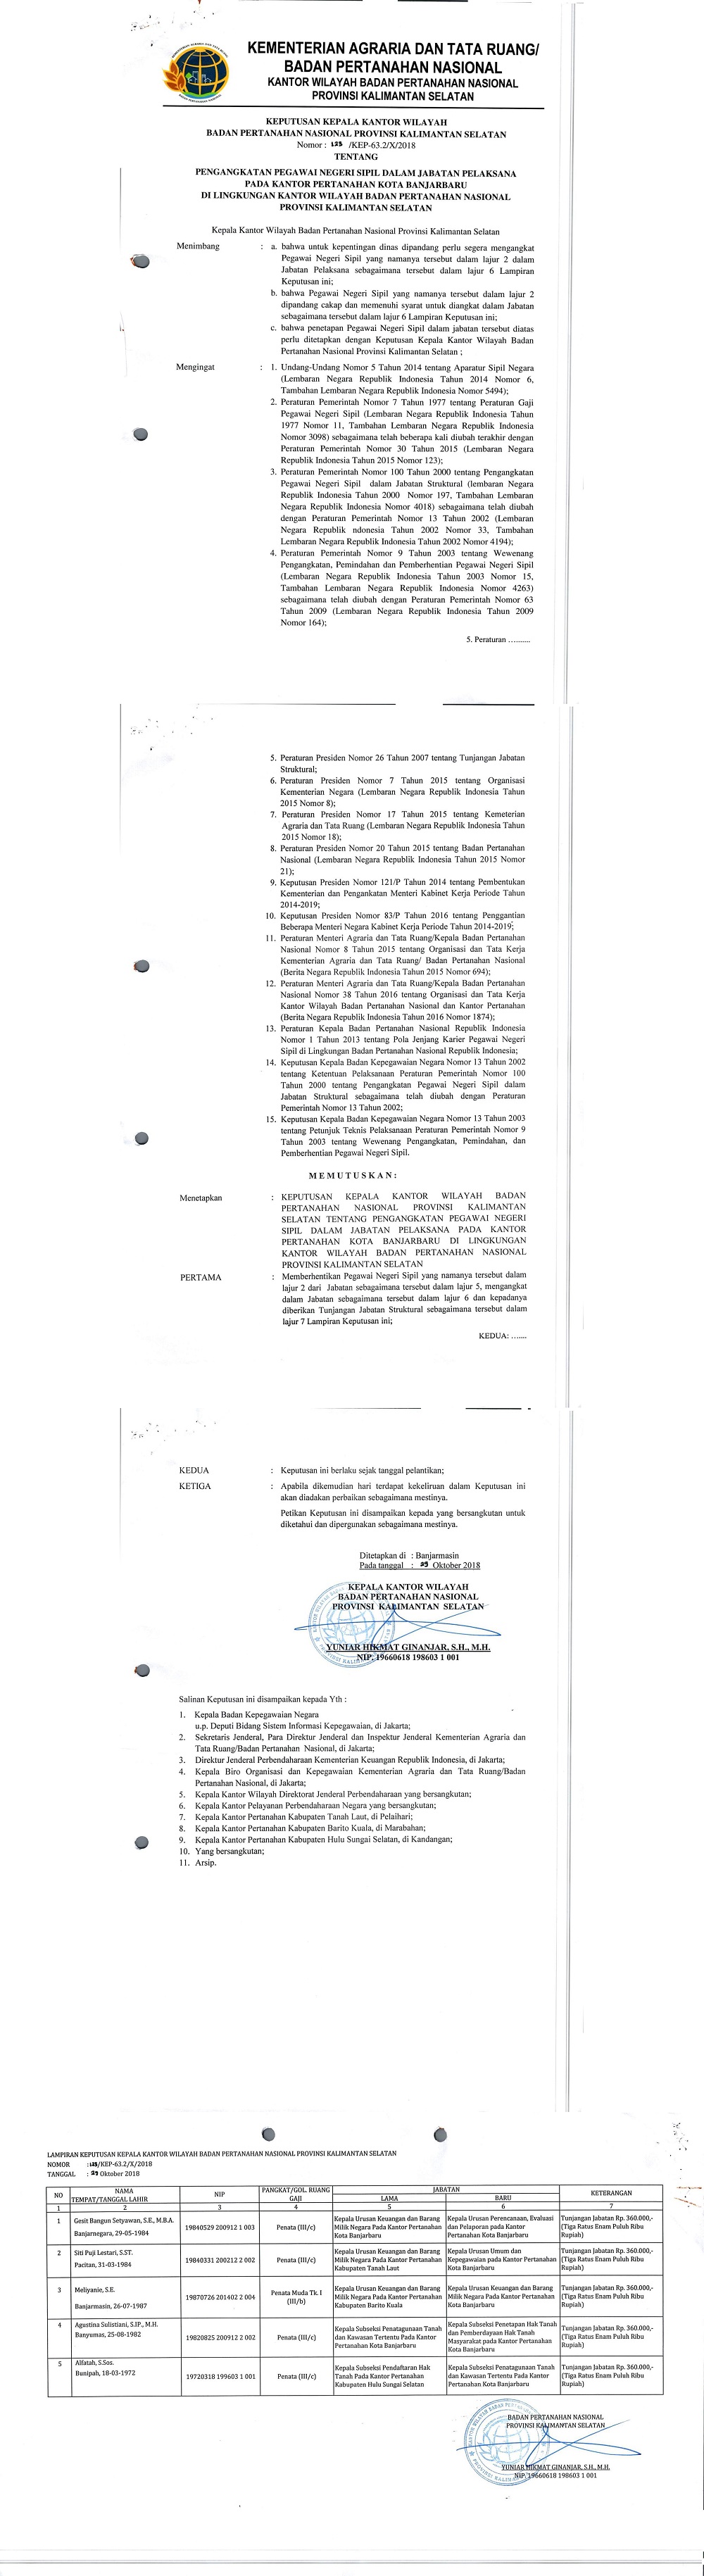 KEMENTERIAN AGRARIA DAN TATA RUANG/
BADAN PERTANAHAN NASIONAL
KANTOR WILAYAH BADAN PERTANAHAN NASIONAL
PROVINSI KALIMANTAN SELATAN
KEPUTUSAN KEPALA KANTOR WILAYAH
BADAN PERTANAHAN NASIONAL PROVINSI KALIMANTAN SELATAN
Nomor : /KEP-63.2/X/2018
TENTANG
PENGANGKATAN PEGAWAI NEGERI SIPIL DALAM JABATAN PELAKSANA
PADA KANTOR PERTANAHAN KOTA BANJARBARU
DI LINGKUNGAN KANTOR WILAYAH BADAN PERTANAHAN NASIONAL
PROVINSI KALIMANTAN SELATAN
Kepala Kantor Wilayah Badan Pertanahan Nasional Provinsi Kalimantan Selatan
Menimbang : a. bahwa untuk kepentingan dinas dipandang perlu segera mengangkat
Pegawai Negeri Sipil yang namanya tersebut dalam lajur 2 dalam
Jabatan Pelaksana sebagaimana tersebut dalam lajur 6 Lampiran
Keputusan ini;
b. bahwa Pegawai Negeri Sipil yang namanya tersebut dalam lajur 2
dipandang cakap dan memenuhi syarat untuk diangkat dalam Jabatan
sebagaimana tersebut dalam lajur 6 Lampiran Keputusan ini;
c. bahwa penetapan Pegawai Negeri Sipil dalam jabatan tersebut diatas
perlu ditetapkan dengan Keputusan Kepala Kantor Wilayah Badan
Pertanahan Nasional Provinsi Kalimantan Selatan ;
Mengingat : 1. Undang-Undang Nomor 5 Tahun 2014 tentang Aparatur Sipil Negara
(Lembaran Negara Republik Indonesia Tahun 2014 Nomor 6,
Tambahan Lembaran Negara Republik Indonesia Nomor 5494);
2. Peraturan Pemerintah Nomor 7 Tahun 1977 tentang Peraturan Gaji
Pegawai Negeri Sipil (Lembaran Negara Republik Indonesia Tahun
1977 Nomor 11, Tambahan Lembaran Negara Republik Indonesia
Nomor 3098) sebagaimana telah beberapa kali diubah terakhir dengan
Peraturan Pemerintah Nomor 30 Tahun 2015 (Lembaran Negara
Republik Indonesia Tahun 2015 Nomor 123);
3. Peraturan Pemerintah Nomor 100 Tahun 2000 tentang Pengangkatan
Pegawai Negeri Sipil dalam Jabatan Struktural (lembaran Negara
Republik Indonesia Tahun 2000 Nomor 197, Tambahan Lembaran
Negara Republik Indonesia Nomor 4018) sebagaimana telah diubah
dengan Peraturan Pemerintah Nomor 13 Tahun 2002 (Lembaran
Negara Republik ndonesia Tahun 2002 Nomor 33, Tambahan
Lembaran Negara Republik Indonesia Tahun 2002 Nomor 4194);
4. Peraturan Pemerintah Nomor 9 Tahun 2003 tentang Wewenang
Pengangkatan, Pemindahan dan Pemberhentian Pegawai Negeri Sipil
(Lembaran Negara Republik Indonesia Tahun 2003 Nomor 15,
Tambahan Lembaran Negara Republik Indonesia Nomor 4263)
sebagaimana telah diubah dengan Peraturan Pemerintah Nomor 63
Tahun 2009 (Lembaran Negara Republik Indonesia Tahun 2009
Nomor 164);
5. Peraturan ..........
5. Peraturan Presiden Nomor 26 Tahun 2007 tentang Tunjangan Jabatan
Struktural;
6. Peraturan Presiden Nomor 7 Tahun 2015 tentang Organisasi
Kementerian Negara (Lembaran Negara Republik Indonesia Tahun
2015 Nomor 8);
7. Peraturan Presiden Nomor 17 Tahun 2015 tentang Kemeterian
Agraria dan Tata Ruang (Lembaran Negara Republik Indonesia Tahun
2015 Nomor 18);
8. Peraturan Presiden Nomor 20 Tahun 2015 tentang Badan Pertanahan
Nasional (Lembaran Negara Republik Indonesia Tahun 2015 Nomor
21);
9. Keputusan Presiden Nomor 121/P Tahun 2014 tentang Pembentukan
Kementerian dan Pengankatan Menteri Kabinet Kerja Periode Tahun
2014-2019;
10. Keputusan Presiden Nomor 83/P Tahun 2016 tentang Penggantian
Beberapa Menteri Negara Kabinet Kerja Periode Tahun 2014-2019;
11. Peraturan Menteri Agraria dan Tata Ruang/Kepala Badan Pertanahan
Nasional Nomor 8 Tahun 2015 tentang Organisasi dan Tata Kerja
Kementerian Agraria dan Tata Ruang/ Badan Pertanahan Nasional
(Berita Negara Republik Indonesia Tahun 2015 Nomor 694);
12. Peraturan Menteri Agraria dan Tata Ruang/Kepala Badan Pertanahan
Nasional Nomor 38 Tahun 2016 tentang Organisasi dan Tata Kerja
Kantor Wilayah Badan Pertanahan Nasional dan Kantor Pertanahan
(Berita Negara Republik Indonesia Tahun 2016 Nomor 1874);
13. Peraturan Kepala Badan Pertanahan Nasional Republik Indonesia
Nomor 1 Tahun 2013 tentang Pola Jenjang Karier Pegawai Negeri
Sipil di Lingkungan Badan Pertanahan Nasional Republik Indonesia;
14. Keputusan Kepala Badan Kepegawaian Negara Nomor 13 Tahun 2002
tentang Ketentuan Pelaksanaan Peraturan Pemerintah Nomor 100
Tahun 2000 tentang Pengangkatan Pegawai Negeri Sipil dalam
Jabatan Struktural sebagaimana telah diubah dengan Peraturan
Pemerintah Nomor 13 Tahun 2002;
15. Keputusan Kepala Badan Kepegawaian Negara Nomor 13 Tahun 2003
tentang Petunjuk Teknis Pelaksanaan Peraturan Pemerintah Nomor 9
Tahun 2003 tentang Wewenang Pengangkatan, Pemindahan, dan
Pemberhentian Pegawai Negeri Sipil.
M E M U T U S K A N :
Menetapkan : KEPUTUSAN KEPALA KANTOR WILAYAH BADAN
PERTANAHAN NASIONAL PROVINSI KALIMANTAN
SELATAN TENTANG PENGANGKATAN PEGAWAI NEGERI
SIPIL DALAM JABATAN PELAKSANA PADA KANTOR
PERTANAHAN KOTA BANJARBARU DI LINGKUNGAN
KANTOR WILAYAH BADAN PERTANAHAN NASIONAL
PROVINSI KALIMANTAN SELATAN
PERTAMA : Memberhentikan Pegawai Negeri Sipil yang namanya tersebut dalam
lajur 2 dari Jabatan sebagaimana tersebut dalam lajur 5, mengangkat
dalam Jabatan sebagaimana tersebut dalam lajur 6 dan kepadanya
diberikan Tunjangan Jabatan Struktural sebagaimana tersebut dalam
lajur 7 Lampiran Keputusan ini;
KEDUA: .......
KEDUA : Keputusan ini berlaku sejak tanggal pelantikan;
KETIGA : Apabila dikemudian hari terdapat kekeliruan dalam Keputusan ini
akan diadakan perbaikan sebagaimana mestinya.
Petikan Keputusan ini disampaikan kepada yang bersangkutan untuk
diketahui dan dipergunakan sebagaimana mestinya.
Ditetapkan di : Banjarmasin
Pada tanggal : Oktober 2018
KEPALA KANTOR WILAYAH
BADAN PERTANAHAN NASIONAL
PROVINSI KALIMANTAN SELATAN
YUNIAR HIKMAT GINANJAR, S.H., M.H.
NIP. 19660618 198603 1 001
Salinan Keputusan ini disampaikan kepada Yth :
1. Kepala Badan Kepegawaian Negara
u.p. Deputi Bidang Sistem Informasi Kepegawaian, di Jakarta;
2. Sekretaris Jenderal, Para Direktur Jenderal dan Inspektur Jenderal Kementerian Agraria dan
Tata Ruang/Badan Pertanahan Nasional, di Jakarta;
3. Direktur Jenderal Perbendaharaan Kementerian Keuangan Republik Indonesia, di Jakarta;
4. Kepala Biro Organisasi dan Kepegawaian Kementerian Agraria dan Tata Ruang/Badan
Pertanahan Nasional, di Jakarta;
5. Kepala Kantor Wilayah Direktorat Jenderal Perbendaharaan yang bersangkutan;
6. Kepala Kantor Pelayanan Perbendaharaan Negara yang bersangkutan;
7. Kepala Kantor Pertanahan Kabupaten Tanah Laut, di Pelaihari;
8. Kepala Kantor Pertanahan Kabupaten Barito Kuala, di Marabahan;
9. Kepala Kantor Pertanahan Kabupaten Hulu Sungai Selatan, di Kandangan;
10. Yang bersangkutan;
11. Arsip.
LAMPIRAN KEPUTUSAN KEPALA KANTOR WILAYAH BADAN PERTANAHAN NASIONAL PROVINSI KALIMANTAN SELATAN
NOMOR : /KEP-63.2/X/2018
TANGGAL : Oktober 2018
NO NAMA TEMPAT/TANGGAL LAHIR NIP PANGKAT/GOL. RUANG GAJI JABATAN KETERANGAN
LAMA BARU
1 2 3 4 5 6 7
1 Gesit Bangun Setyawan, S.E., M.B.A. Banjarnegara, 29-05-1984 19840529 200912 1 003 Penata (III/c) Kepala Urusan Keuangan dan Barang Milik Negara Pada Kantor Pertanahan Kota Banjarbaru Kepala Urusan Perencanaan, Evaluasi dan Pelaporan pada Kantor Pertanahan Kota Banjarbaru Tunjangan Jabatan Rp. 360.000,- (Tiga Ratus Enam Puluh Ribu Rupiah)
2 Siti Puji Lestari, S.ST. Pacitan, 31-03-1984 19840331 200212 2 002 Penata (III/c) Kepala Urusan Keuangan dan Barang Milik Negara Pada Kantor Pertanahan Kabupaten Tanah Laut Kepala Urusan Umum dan Kepegawaian pada Kantor Pertanahan Kota Banjarbaru Tunjangan Jabatan Rp. 360.000,- (Tiga Ratus Enam Puluh Ribu Rupiah)
3 Meliyanie, S.E. Banjarmasin, 26-07-1987 19870726 201402 2 004 Penata Muda Tk. I (III/b) Kepala Urusan Keuangan dan Barang Milik Negara Pada Kantor Pertanahan Kabupaten Barito Kuala Kepala Urusan Keuangan dan Barang Milik Negara Pada Kantor Pertanahan Kota Banjarbaru Tunjangan Jabatan Rp. 360.000,- (Tiga Ratus Enam Puluh Ribu Rupiah)
4 Agustina Sulistiani, S.IP., M.H. Banyumas, 25-08-1982 19820825 200912 2 002 Penata (III/c) Kepala Subseksi Penatagunaan Tanah dan Kawasan Tertentu Pada Kantor Pertanahan Kota Banjarbaru Kepala Subseksi Penetapan Hak Tanah dan Pemberdayaan Hak Tanah Masyarakat pada Kantor Pertanahan Kota Banjarbaru Tunjangan Jabatan Rp. 360.000,- (Tiga Ratus Enam Puluh Ribu Rupiah)
5 Alfatah, S.Sos. Bunipah, 18-03-1972 19720318 199603 1 001 Penata (III/c) Kepala Subseksi Pendaftaran Hak Tanah Pada Kantor Pertanahan Kabupaten Hulu Sungai Selatan Kepala Subseksi Penatagunaan Tanah dan Kawasan Tertentu Pada Kantor Pertanahan Kota Banjarbaru Tunjangan Jabatan Rp. 360.000,- (Tiga Ratus Enam Puluh Ribu Rupiah)
BADAN PERTANAHAN NASIONAL
PROVINSI KALIMANTAN SELATAN
YUNIAR HIKMAT GINANJAR, S.H., M.H.
NIP. 19660618 198603 1 001